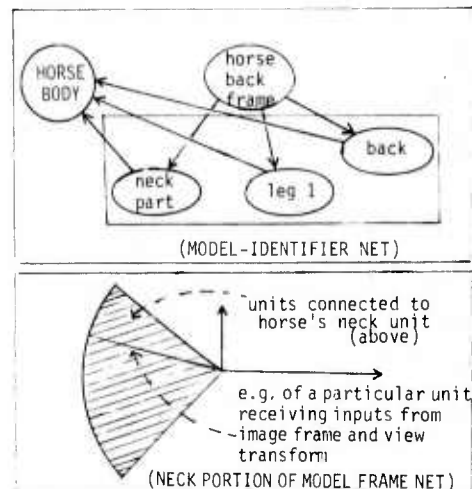 HORSE
BODY
horse
back
frame
back
neck
part
leg 1
(MODEL-IDENTIFIER NET)
units connected to
horse's neck unit
(above)
e.g. of a particular unit
receiving inputs from
image frame and view
transform
(NECK PORTION OF MODEL FRAME NET)